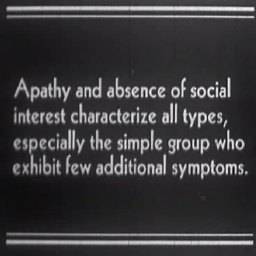 Apathy and absence of social
interest characterize all types,
especially the simple group who
exhibit few additional symptoms.